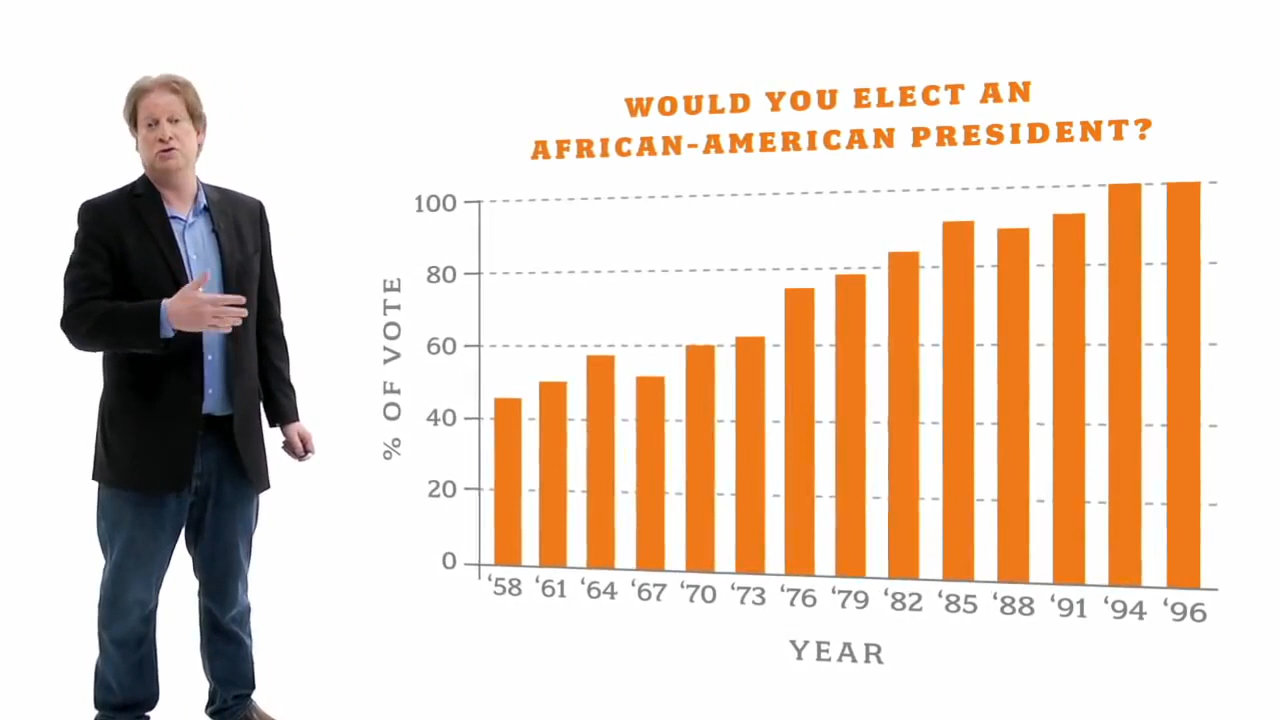 WOULD YOU ELECT AN
AFRICAN-AMERICAN PRESIDENT?
100
80
60
40
20
0
% OF VOTE
‘58 ‘61 ‘64 ‘67 ‘70 ‘73 ‘76 ‘79 ‘82 ‘85 ‘88 ‘91 ‘94 ‘96
YEAR